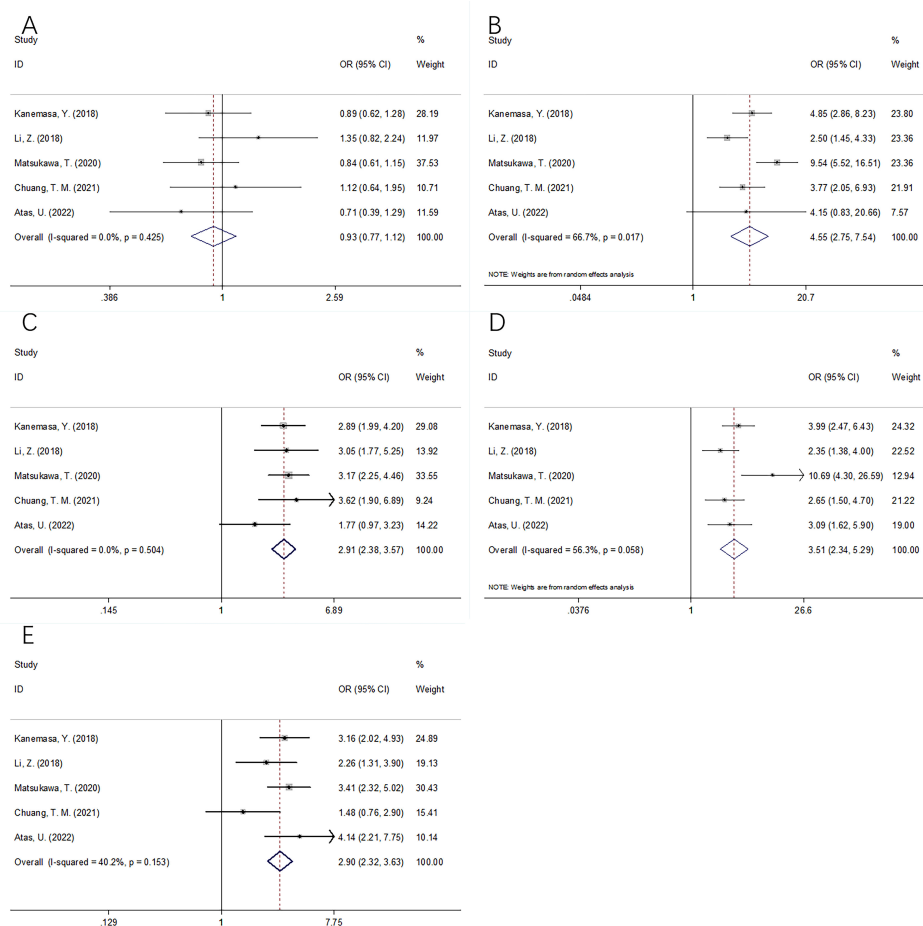 A
Study %
ID OR (95% CI) Weight
Kanemasa, Y. (2018) 0.89 (0.62, 1.28) 28.19
Li, Z. (2018) 1.35 (0.82, 2.24) 11.97
Matsukawa, T. (2020) 0.84 (0.61, 1.15) 37.53
Chuang, T. M. (2021) 1.12 (0.64, 1.95) 10.71
Atas, U. (2022) 0.71 (0.39, 1.29) 11.59
Overall (I-squared = 0.0%, p = 0.425) 0.93 (0.77, 1.12) 100.00
.386 1 2.59
B
Study %
ID OR (95% CI) Weight
Kanemasa, Y. (2018) 4.85 (2.86, 8.23) 23.80
Li, Z. (2018) 2.50 (1.45, 4.33) 23.36
Matsukawa, T. (2020) 9.54 (5.52, 16.51) 23.36
Chuang, T. M. (2021) 3.77 (2.05, 6.93) 21.91
Atas, U. (2022) 4.15 (0.83, 20.66) 7.57
Overall (I-squared = 66.7%, p = 0.017) 4.55 (2.75, 7.54) 100.00
NOTE: Weights are from random effects analysis
.0484 1 20.7
C
Study %
ID OR (95% CI) Weight
Kanemasa, Y. (2018) 2.89 (1.99, 4.20) 29.08
Li, Z. (2018) 3.05 (1.77, 5.25) 13.92
Matsukawa, T. (2020) 3.17 (2.25, 4.46) 33.55
Chuang, T. M. (2021) 3.62 (1.90, 6.89) 9.24
Atas, U. (2022) 1.77 (0.97, 3.23) 14.22
Overall (I-squared = 0.0%, p = 0.504) 2.91 (2.38, 3.57) 100.00
.145 1 6.89
D
Study %
ID OR (95% CI) Weight
Kanemasa, Y. (2018) 3.99 (2.47, 6.43) 24.32
Li, Z. (2018) 2.35 (1.38, 4.00) 22.52
Matsukawa, T. (2020) 10.69 (4.30, 26.59) 12.94
Chuang, T. M. (2021) 2.65 (1.50, 4.70) 21.22
Atas, U. (2022) 3.09 (1.62, 5.90) 19.00
Overall (I-squared = 56.3%, p = 0.058) 3.51 (2.34, 5.29) 100.00
NOTE: Weights are from random effects analysis
.0376 1 26.6
E
Study %
ID OR (95% CI) Weight
Kanemasa, Y. (2018) 3.16 (2.02, 4.93) 24.89
Li, Z. (2018) 2.26 (1.31, 3.90) 19.13
Matsukawa, T. (2020) 3.41 (2.32, 5.02) 30.43
Chuang, T. M. (2021) 1.48 (0.76, 2.90) 15.41
Atas, U. (2022) 4.14 (2.21, 7.75) 10.14
Overall (I-squared = 40.2%, p = 0.153) 2.90 (2.32, 3.63) 100.00
.129 1 7.75